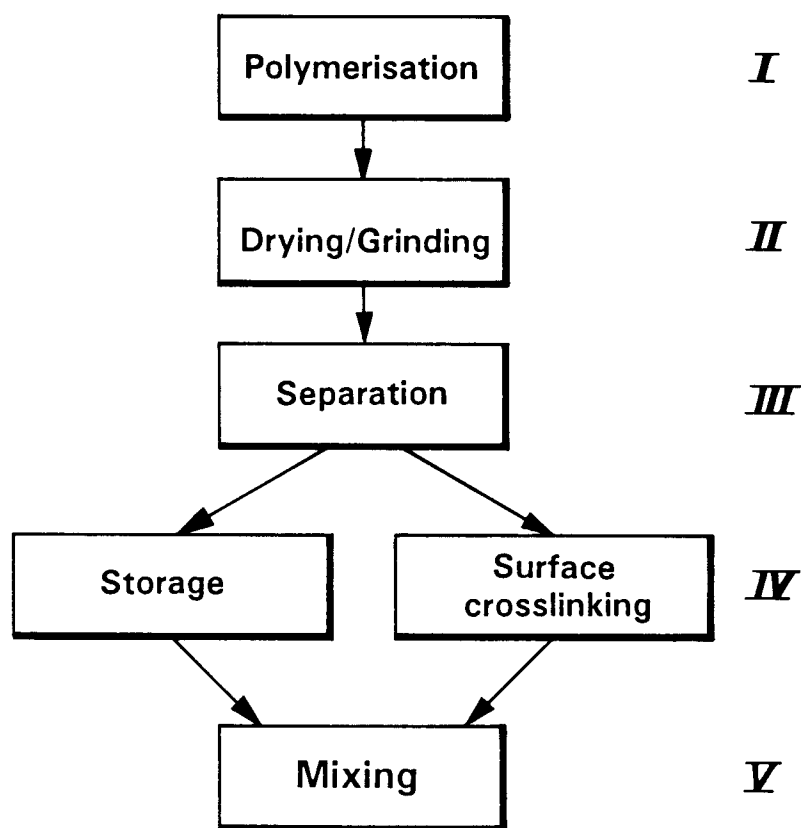 Polymerisation
I
Drying/Grinding
II
Separation
III
Storage
Surface
crosslinking
IV
Mixing
V